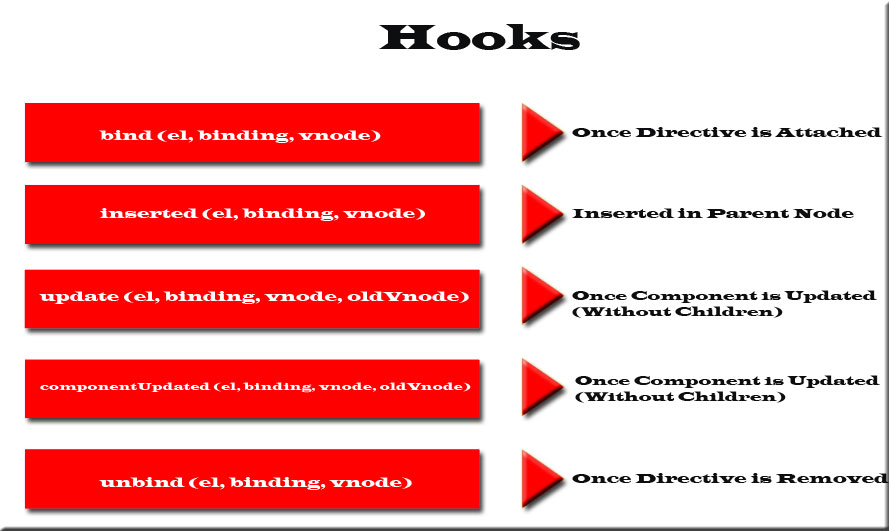 Hooks
bind (el, binding, vnode)
Once Directive is Attached
inserted (el, binding, vnode)
Inserted in Parent Node
update (el, binding, vnode, oldVnode)
Once Component is Updated
(Without Children)
componentUpdated (el, binding, vnode, oldVnode)
Once Component is Updated
(Without Children)
unbind (el, binding, vnode)
Once Directive is Removed